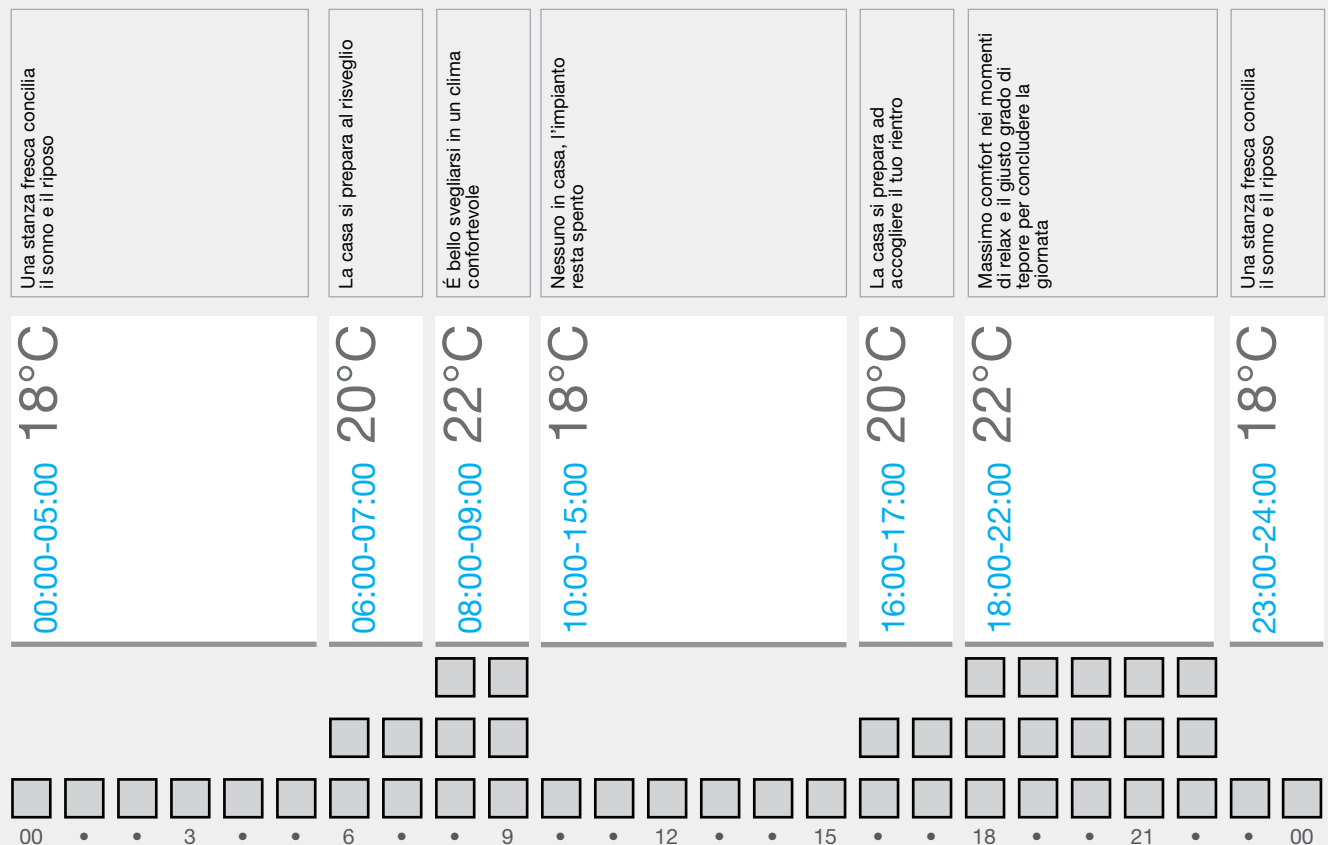 Una stanza fresca concilia
il sonno e il riposo
La casa si prepara al risveglio
É bello svegliarsi in un clima
confortevole
Nessuno in casa, l'impianto
resta spento
La casa si prepara ad
accogliere il tuo rientro
Massimo comfort nei momenti
di relax e il giusto grado di
tepore per concludere la
giornata
Una stanza fresca concilia
il sonno e il riposo
00:00-05:00 18°C
06:00-07:00 20°C
08:00-09:00 22°C
10:00-15:00 18°C
16:00-17:00 20°C
18:00-22:00 22°C
23:00-24:00 18°C
00 • • 3 • • 6 • • 9 • • 12 • • 15 • • 18 • • 21 • • 00